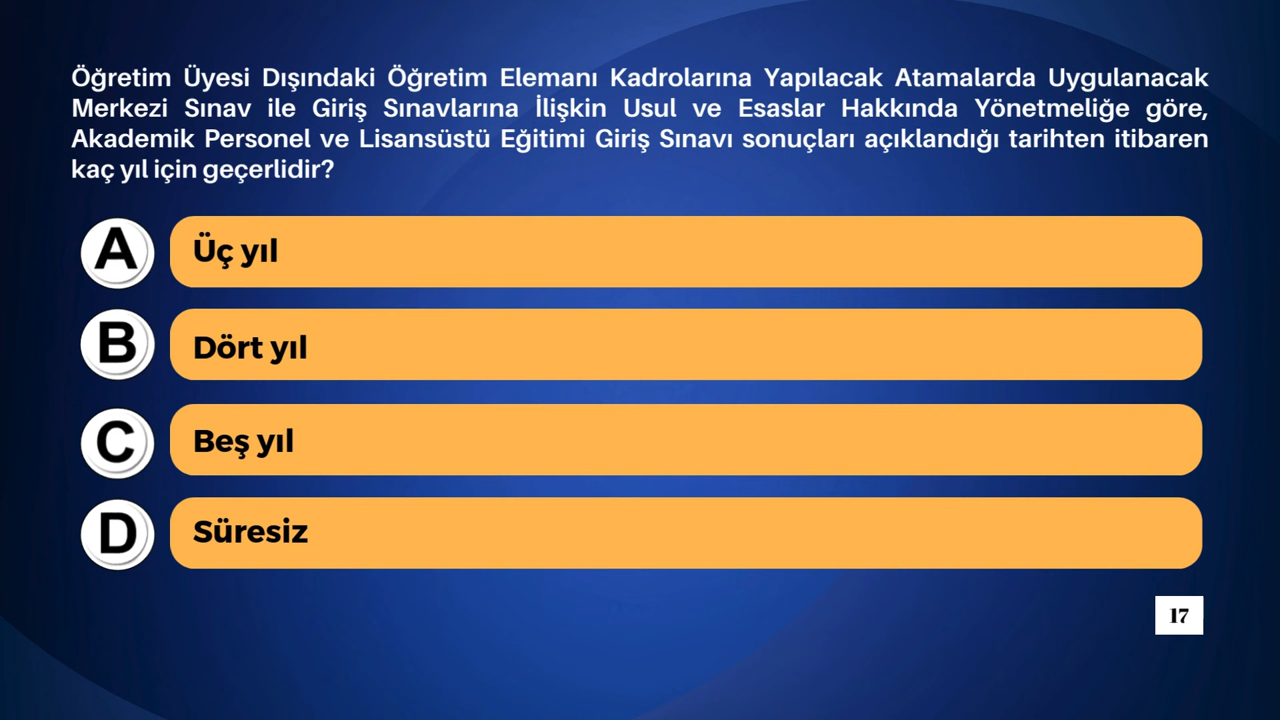 Öğretim Üyesi Dışındaki Öğretim Elemanı Kadrolarına Yapılacak Atamalarda Uygulanacak
Merkezi Sınav ile Giriş Sınavlarına İlişkin Usul ve Esaslar Hakkında Yönetmeliğe göre,
Akademik Personel ve Lisansüstü Eğitimi Giriş Sınavı sonuçları açıklandığı tarihten itibaren
kaç yıl için geçerlidir?
A Üç yıl
B Dört yıl
C Beş yıl
D Süresiz
17